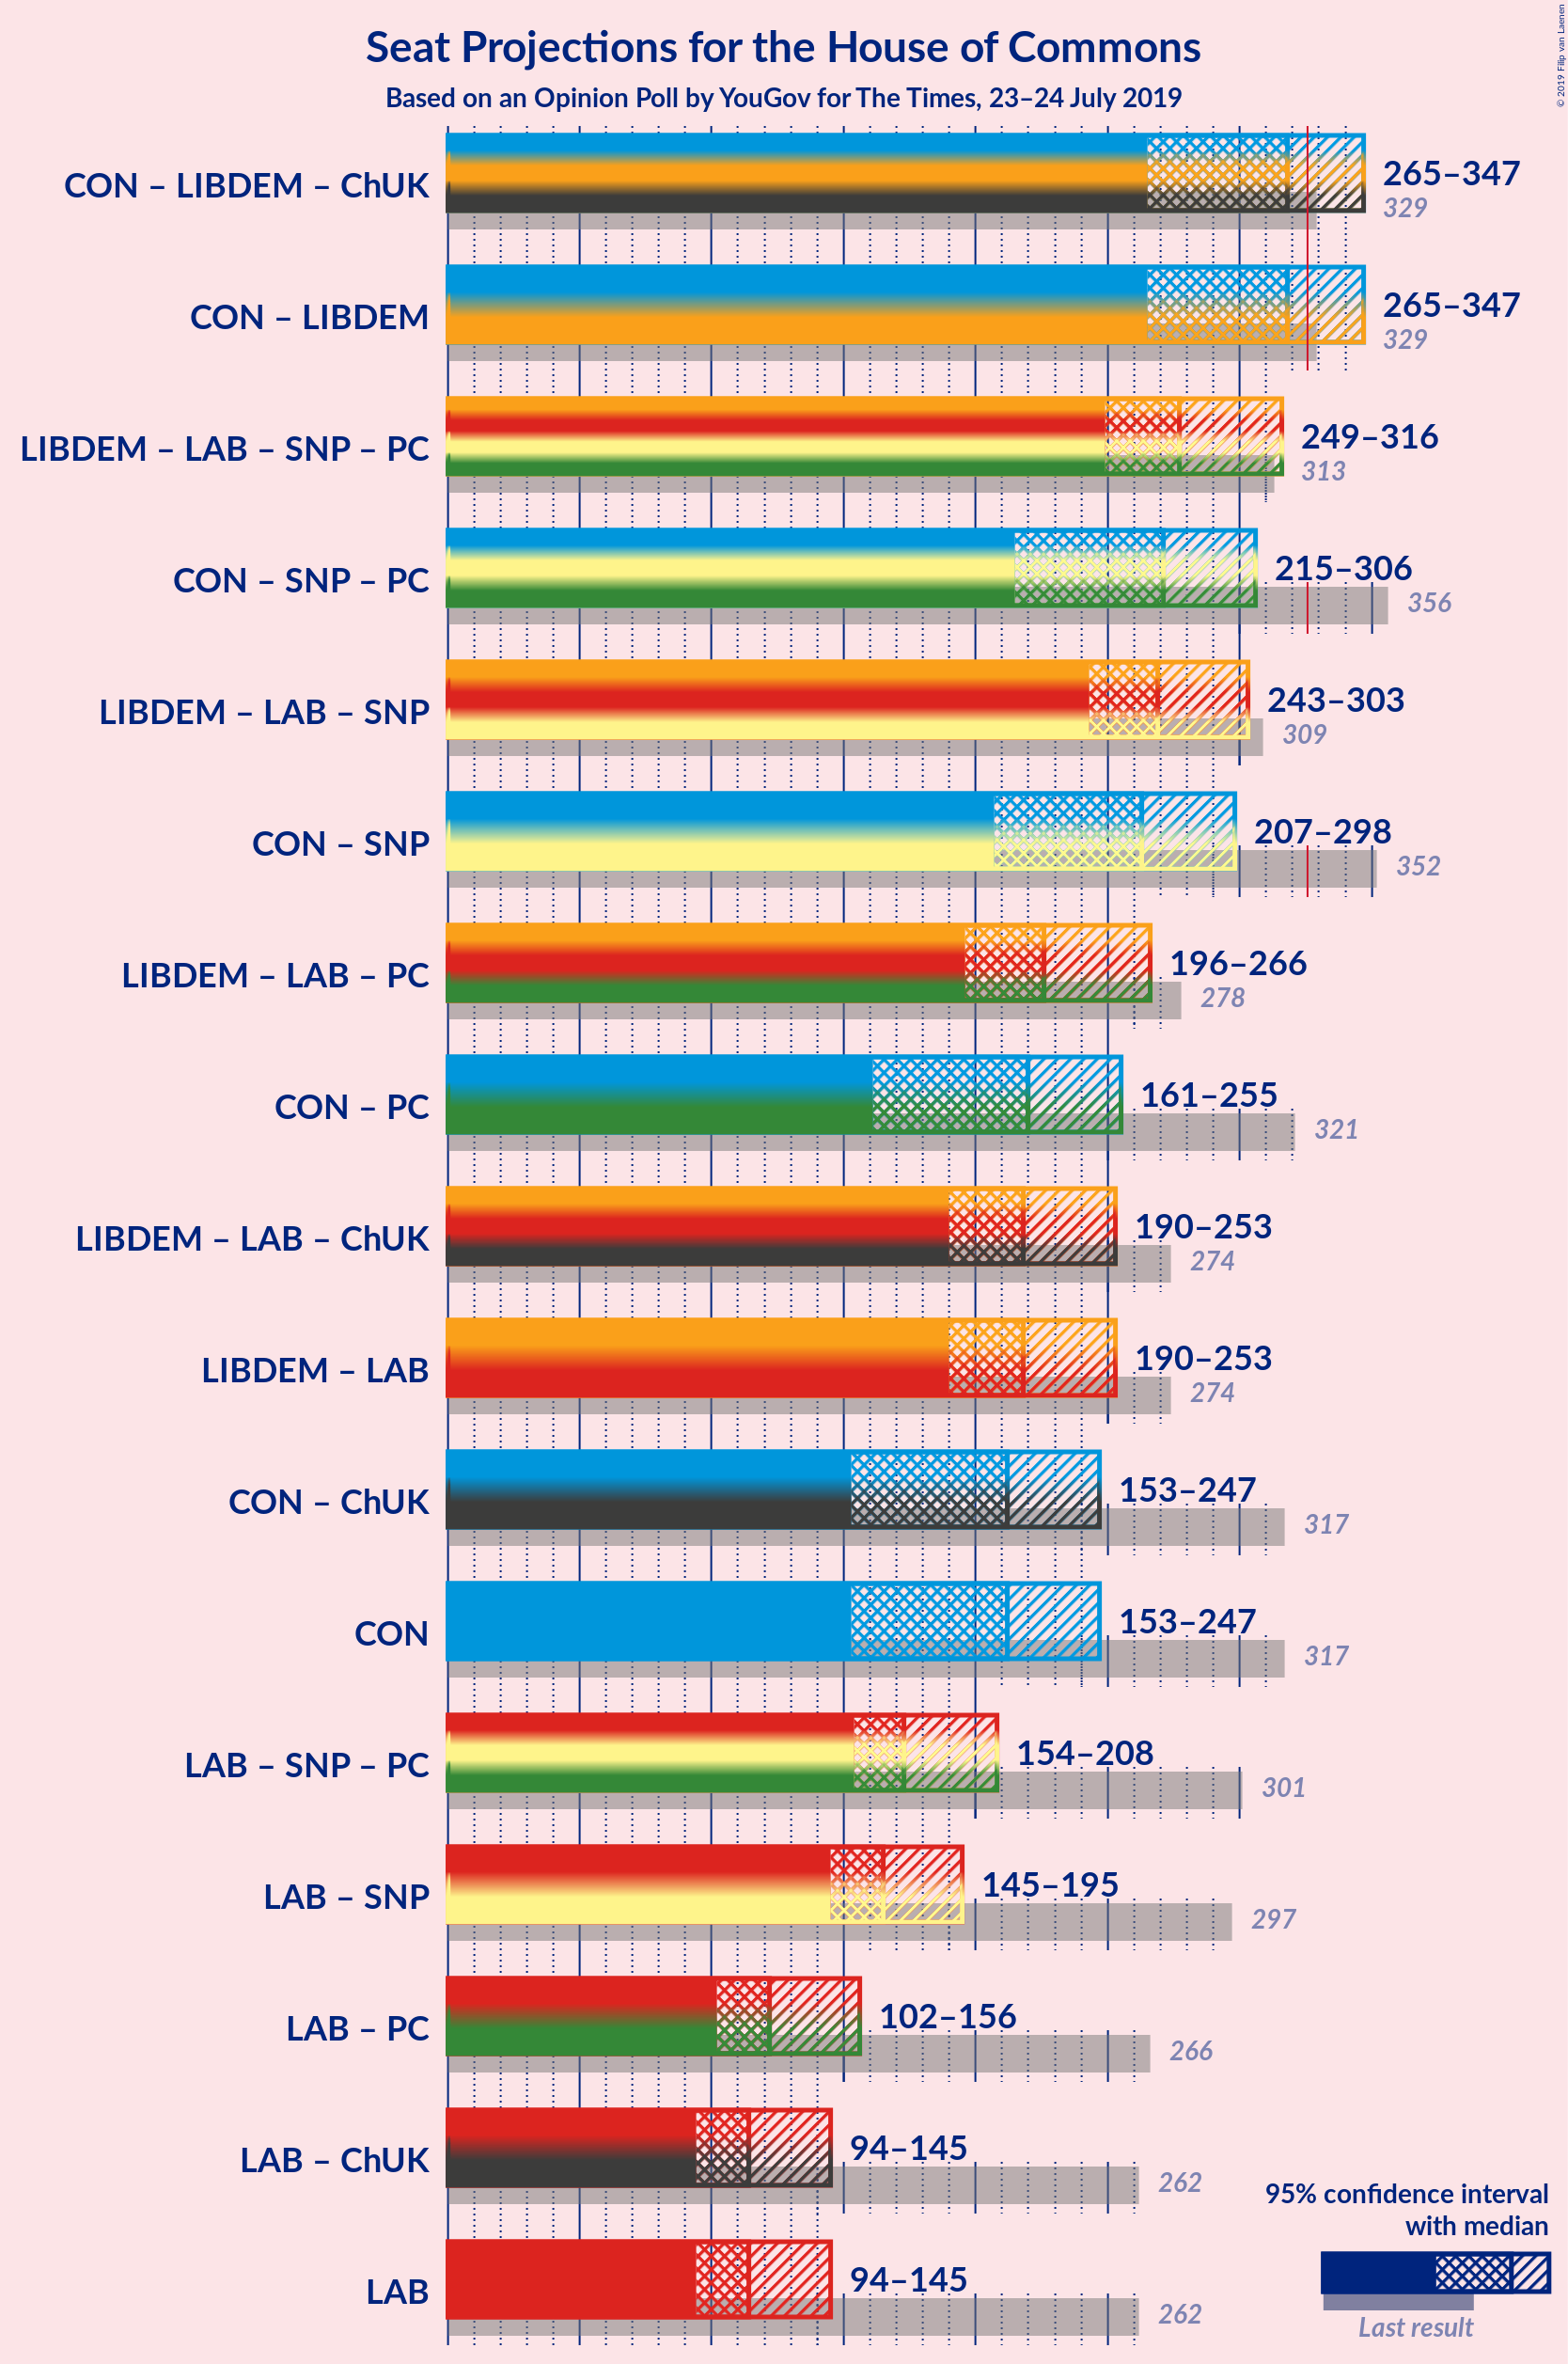 © 2019 Filip van Laenen
Seat Projections for the House of Commons
Based on an Opinion Poll by YouGov for The Times, 23–24 July 2019
CON – LIBDEM – ChUK
265–347
329
CON – LIBDEM
265–347
329
LIBDEM – LAB – SNP – PC
249–316
313
CON – SNP – PC
215–306
356
LIBDEM – LAB – SNP
243–303
309
CON – SNP
207–298
352
LIBDEM – LAB – PC
196–266
278
CON – PC
161–255
321
LIBDEM – LAB – ChUK
190–253
274
LIBDEM – LAB
190–253
274
CON – ChUK
153–247
317
CON
153–247
317
LAB – SNP – PC
154–208
301
LAB – SNP
145–195
297
LAB – PC
102–156
266
LAB – ChUK
94–145
262
LAB
94–145
262
95% confidence interval
with median
Last result